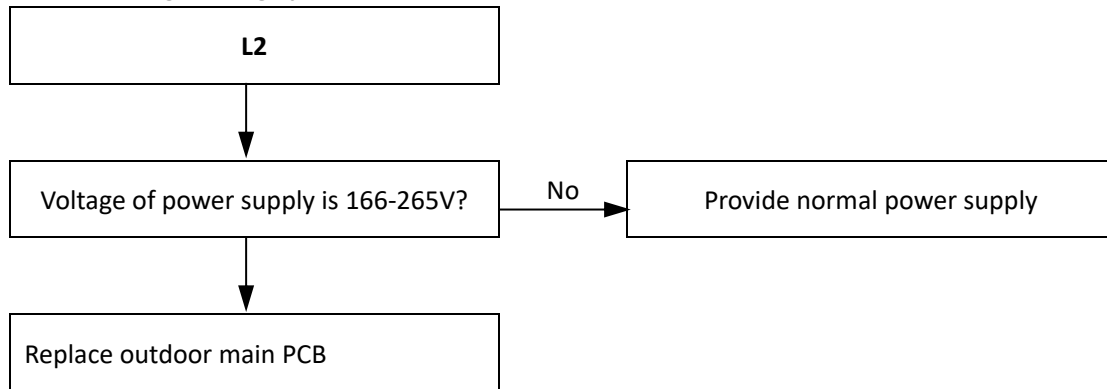 L2
Voltage of power supply is 166-265V?
No
Provide normal power supply
Replace outdoor main PCB